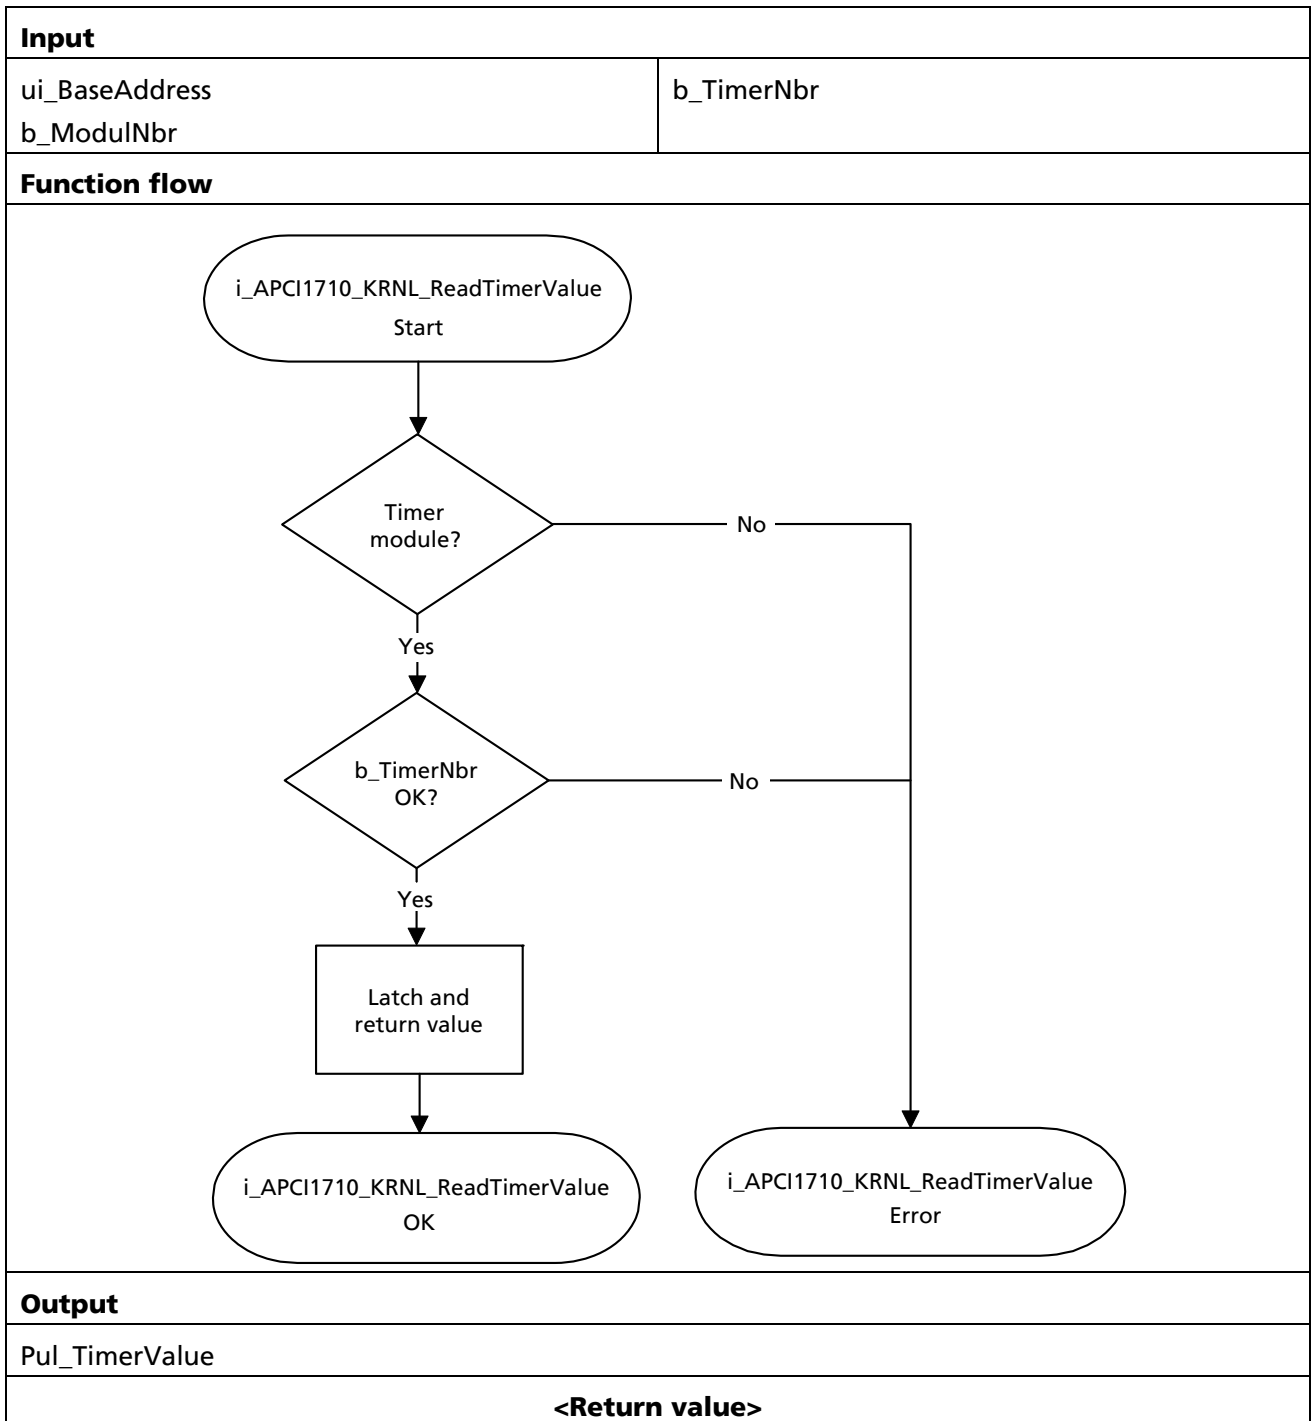 Input
ui_BaseAddress
b_ModulNbr
b_TimerNbr
Function flow
i_APCI1710_KRNL_ReadTimerValue
Start
Timer
module?
No
Yes
b_TimerNbr
OK?
No
Yes
Latch and
return value
i_APCI1710_KRNL_ReadTimerValue
OK
i_APCI1710_KRNL_ReadTimerValue
Error
Output
Pul_TimerValue
<Return value>